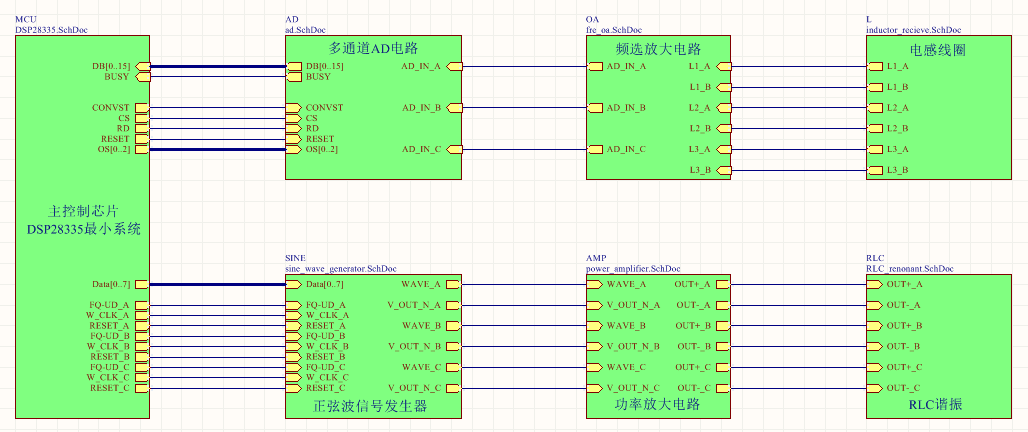 MCU
DSP28335.SchDoc
DB[0..15]
BUSY
CONVST
CS
RD
RESET
OS[0..2]
主控制芯片
DSP28335最小系统
Data[0..7]
FQ-UD_A
W_CLK_A
RESET_A
FQ-UD_B
W_CLK_B
RESET_B
FQ-UD_C
W_CLK_C
RESET_C
AD
ad.SchDoc
多通道AD电路
DB[0..15] AD_IN_A
BUSY
CONVST AD_IN_B
CS
RD
RESET
OS[0..2] AD_IN_C
OA
fre_oa.SchDoc
频选放大电路
AD_IN_A L1_A
L1_B
AD_IN_B L2_A
L2_B
AD_IN_C L3_A
L3_B
L
inductor_recieve.SchDoc
电感线圈
L1_A
L1_B
L2_A
L2_B
L3_A
L3_B
SINE
sine_wave_generator.SchDoc
Data[0..7] WAVE_A
FQ-UD_A V_OUT_N_A
W_CLK_A
RESET_A WAVE_B
FQ-UD_B
W_CLK_B V_OUT_N_B
RESET_B
FQ-UD_C WAVE_C
W_CLK_C
RESET_C V_OUT_N_C
正弦波信号发生器
AMP
power_amplifier.SchDoc
WAVE_A OUT+_A
V_OUT_N_A OUT-_A
WAVE_B OUT+_B
V_OUT_N_B OUT-_B
WAVE_C OUT+_C
V_OUT_N_C OUT-_C
功率放大电路
RLC
RLC_renonant.SchDoc
OUT+_A
OUT-_A
OUT+_B
OUT-_B
OUT+_C
OUT-_C
RLC谐振